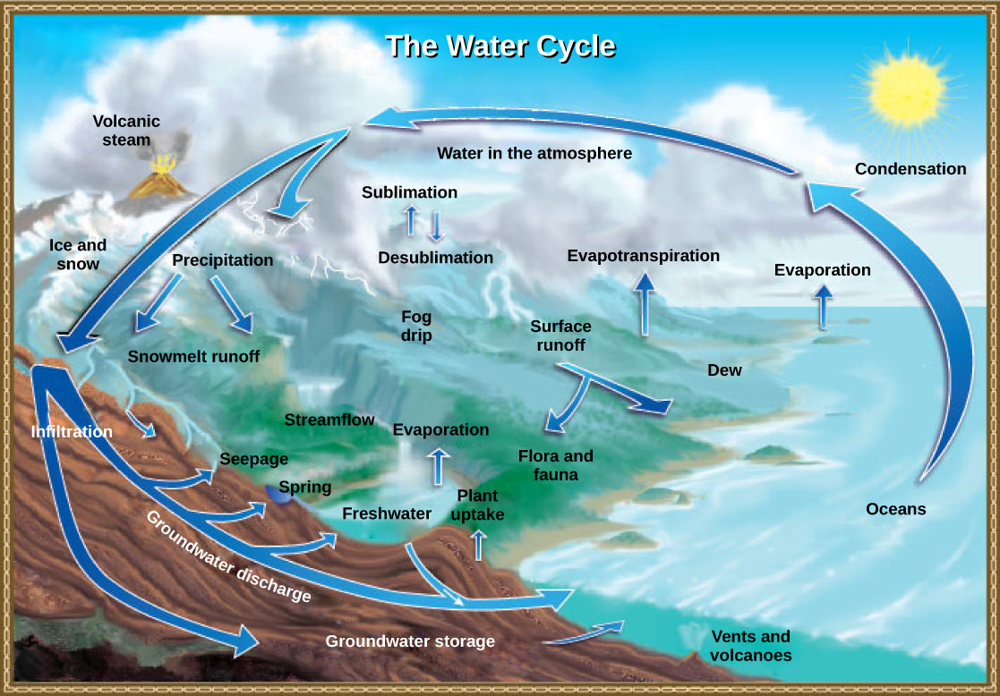 The Water Cycle
Volcanic
steam
Water in the atmosphere
Condensation
Sublimation
Ice and
snow
Precipitation
Desublimation
Evapotranspiration
Evaporation
Fog
drip
Surface
runoff
Snowmelt runoff
Dew
Streamflow
Evaporation
Infiltration
Seepage
Flora and
fauna
Spring
Freshwater
Plant
uptake
Oceans
Groundwater discharge
Groundwater storage
Vents and
volcanoes